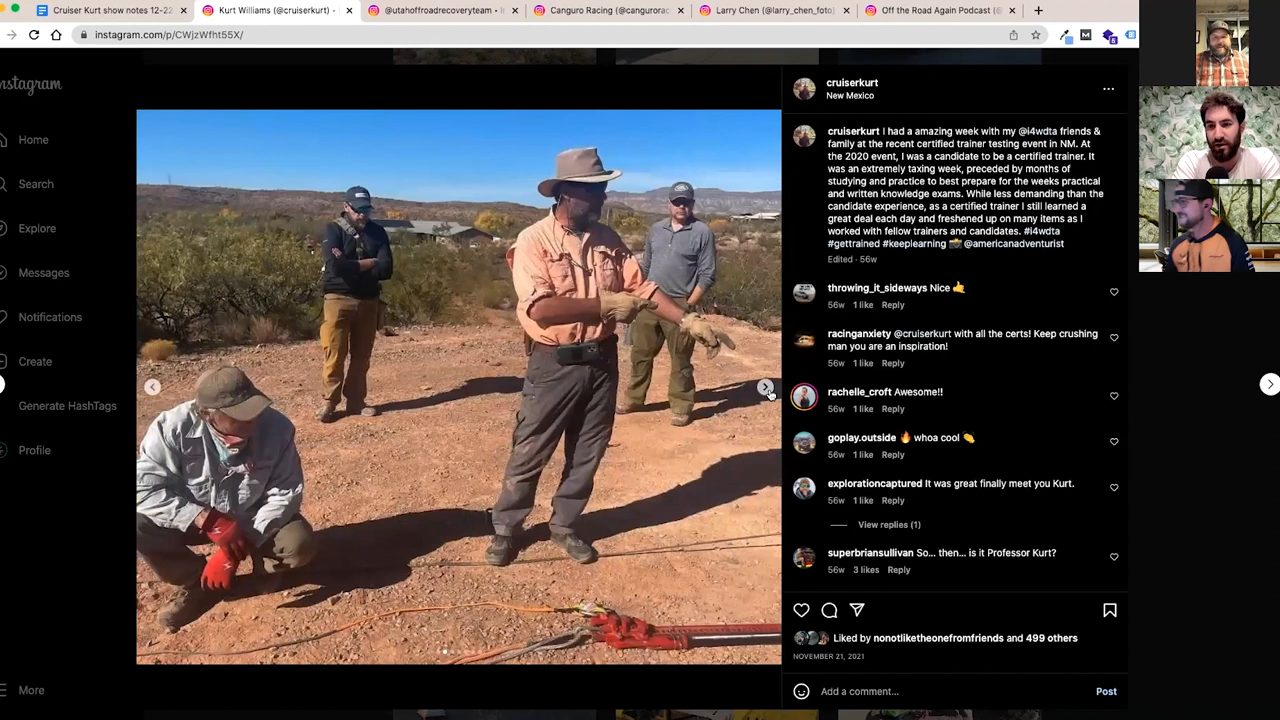 Cruiser Kurt show notes 12-22
Kurt Williams (@cruiserkurt) •
@utahoffroadrecoveryteam • I
Canguro Racing (@cangurorac
Larry Chen (@larry_chen_foto)
Off the Road Again Podcast (@
instagram.com/p/CWjzWfht55X/
nstagram
Home
Search
Explore
Messages
Notifications
Create
Generate HashTags
Profile
More
cruiserkurt
New Mexico
cruiserkurt I had a amazing week with my @i4wdta friends &
family at the recent certified trainer testing event in NM. At
the 2020 event, I was a candidate to be a certified trainer. It
was an extremely taxing week, preceded by months of
studying and practice to best prepare for the weeks practical
and written knowledge exams. While less demanding than the
candidate experience, as a certified trainer I still learned a
great deal each day and freshened up on many items as I
worked with fellow trainers and candidates. #i4wdta
#gettrained #keeplearning 📸 @americanadventurist
Edited · 56w
throwing_it_sideways Nice 🤙
56w 1 like Reply
racinganxiety @cruiserkurt with all the certs! Keep crushing
man you are an inspiration!
56w 1 like Reply
rachelle_croft Awesome!!
56w 1 like Reply
goplay.outside 🔥 whoa cool 👏
56w 1 like Reply
explorationcaptured It was great finally meet you Kurt.
56w 1 like Reply
View replies (1)
superbriansullivan So... then... is it Professor Kurt?
56w 3 likes Reply
Liked by nonotliketheonefromfriends and 499 others
NOVEMBER 21, 2021
Add a comment...
Post